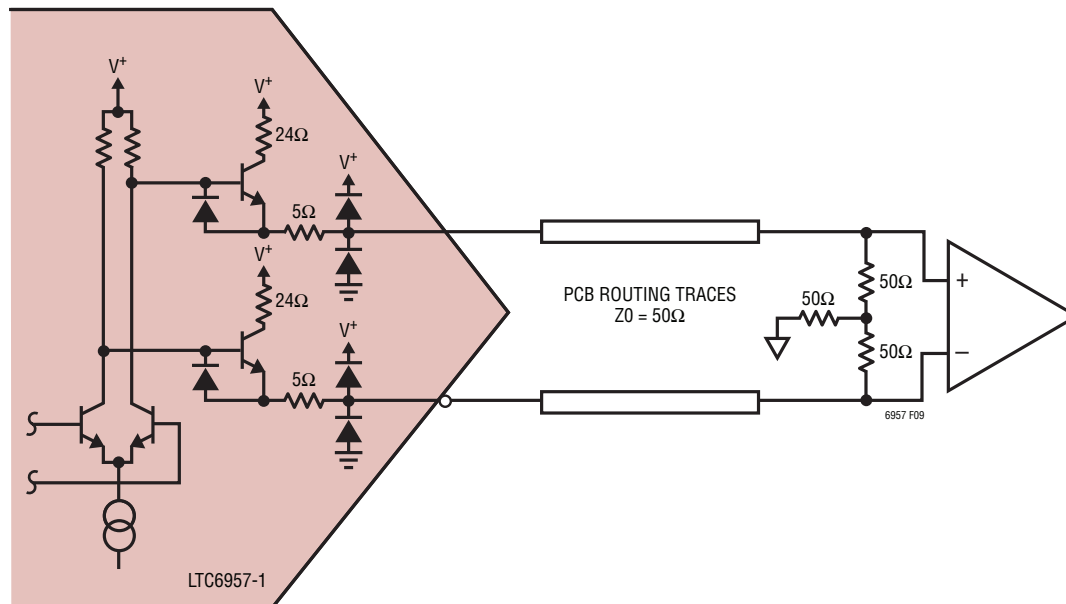 V+
V+
24Ω
V+
5Ω
V+
24Ω
V+
5Ω
LTC6957-1
PCB ROUTING TRACES
Z0 = 50Ω
50Ω
50Ω
50Ω
+
−
6957 F09